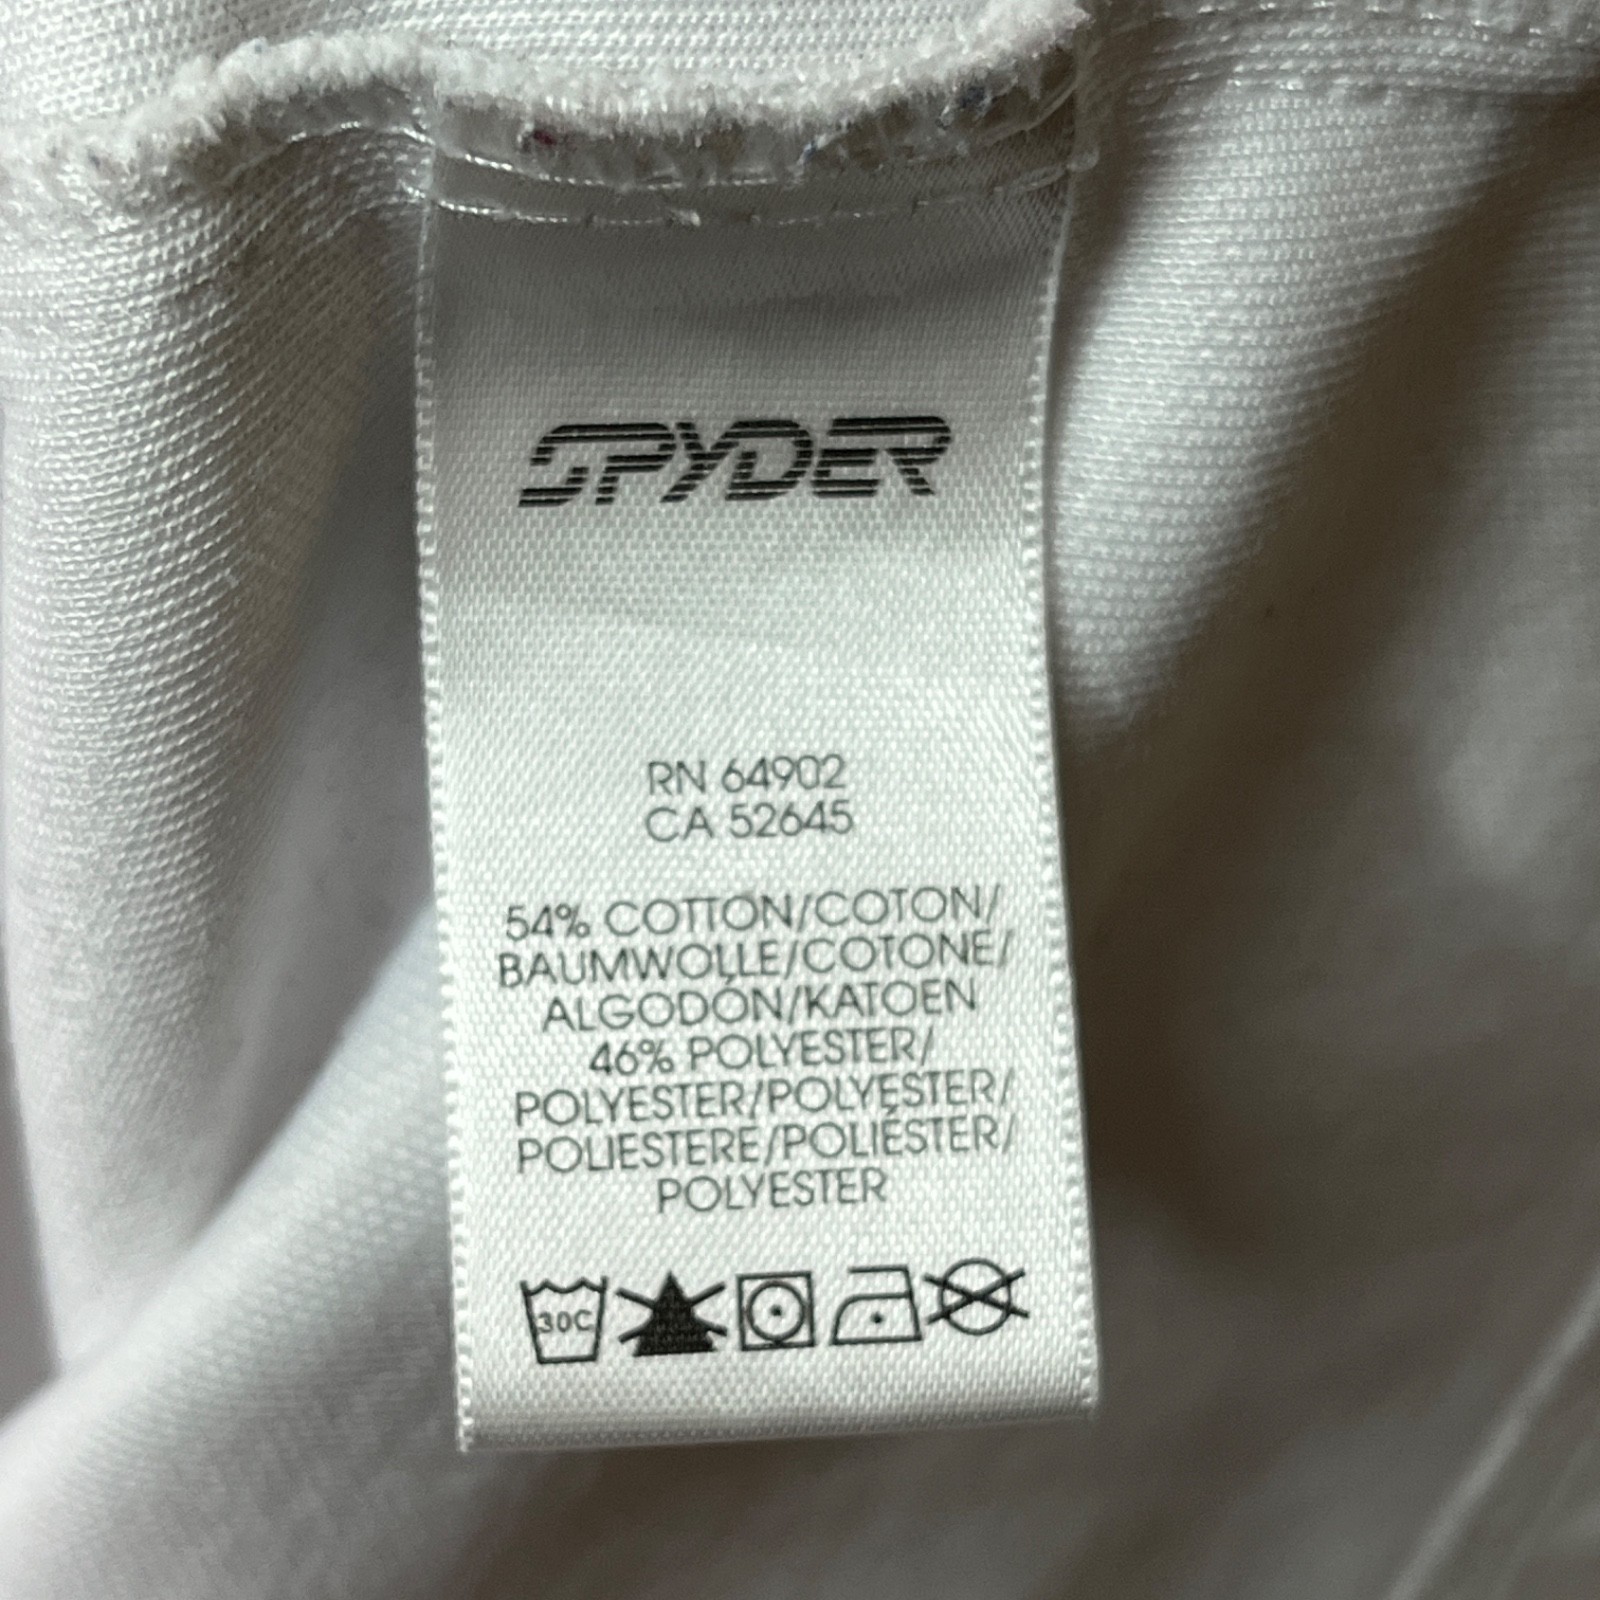 SPYDER
RN 64902
CA 52645
54% COTTON/COTON/
BAUMWOLLE/COTONE/
ALGODÓN/KATOEN
46% POLYESTER/
POLYESTER/POLYESTER/
POLIESTERE/POLIÉSTER/
POLYESTER
30C